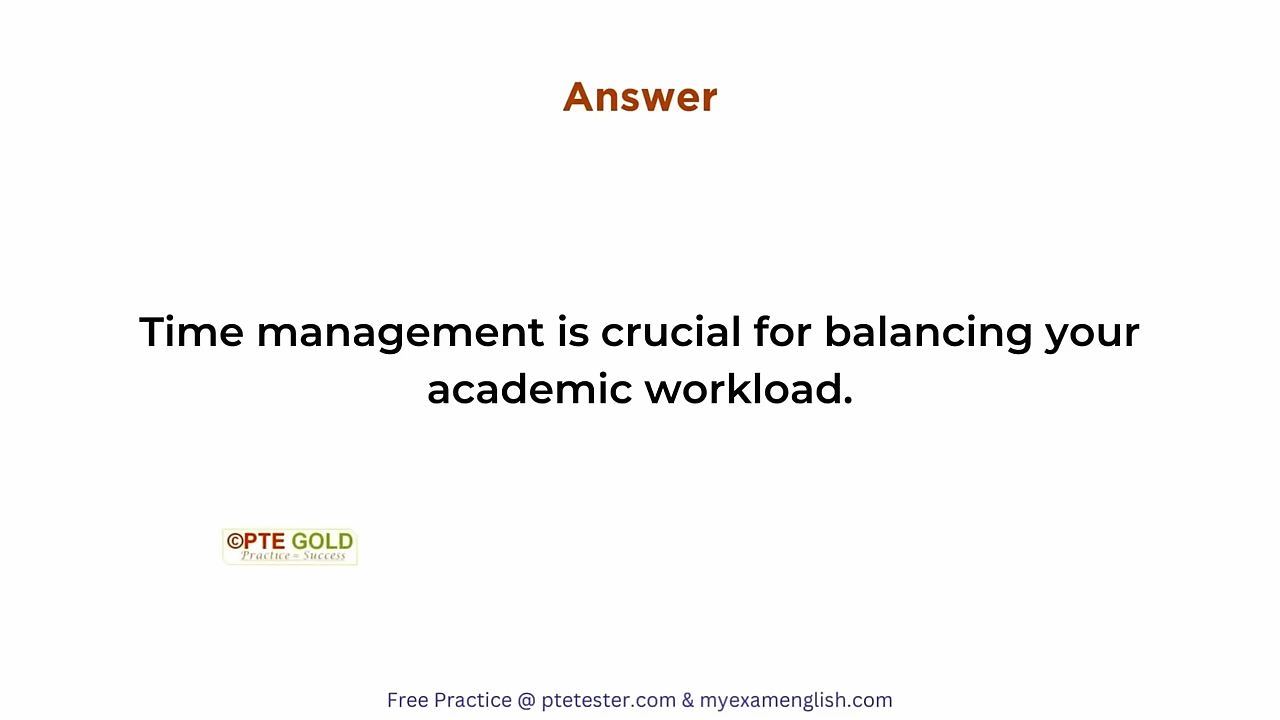 Answer
Time management is crucial for balancing your
academic workload.
©PTE GOLD
Practice = Success
Free Practice @ ptetester.com & myexamenglish.com